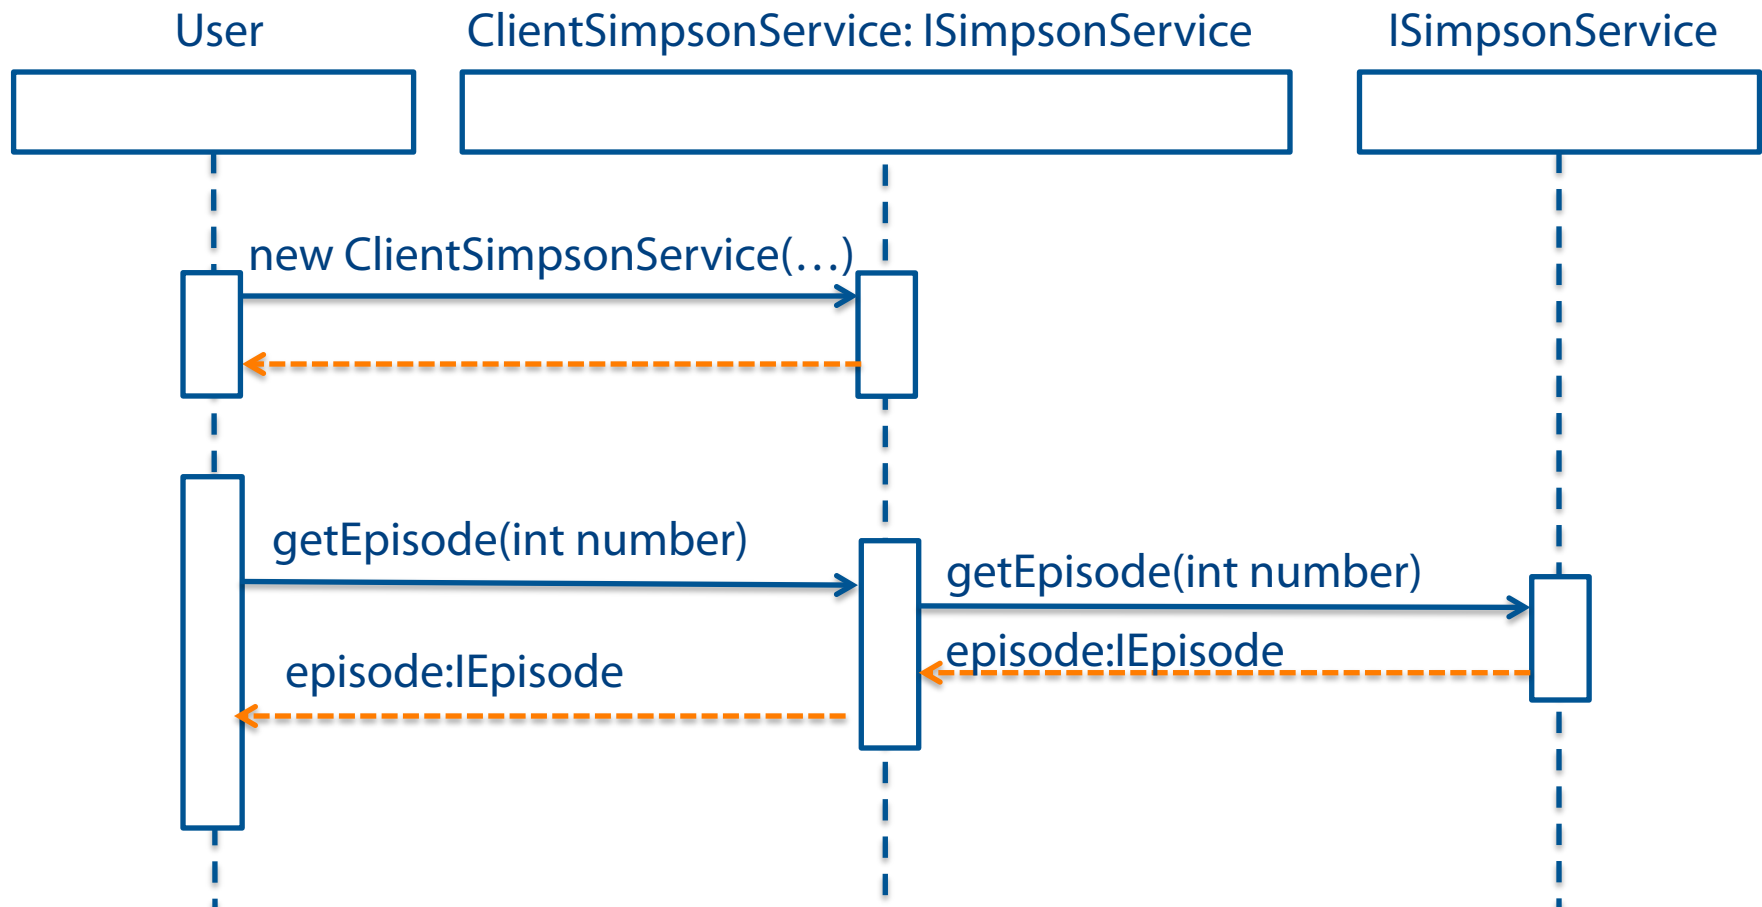 User
ClientSimpsonService: ISimpsonService
ISimpsonService
new ClientSimpsonService(…)
getEpisode(int number)
getEpisode(int number)
episode:IEpisode
episode:IEpisode